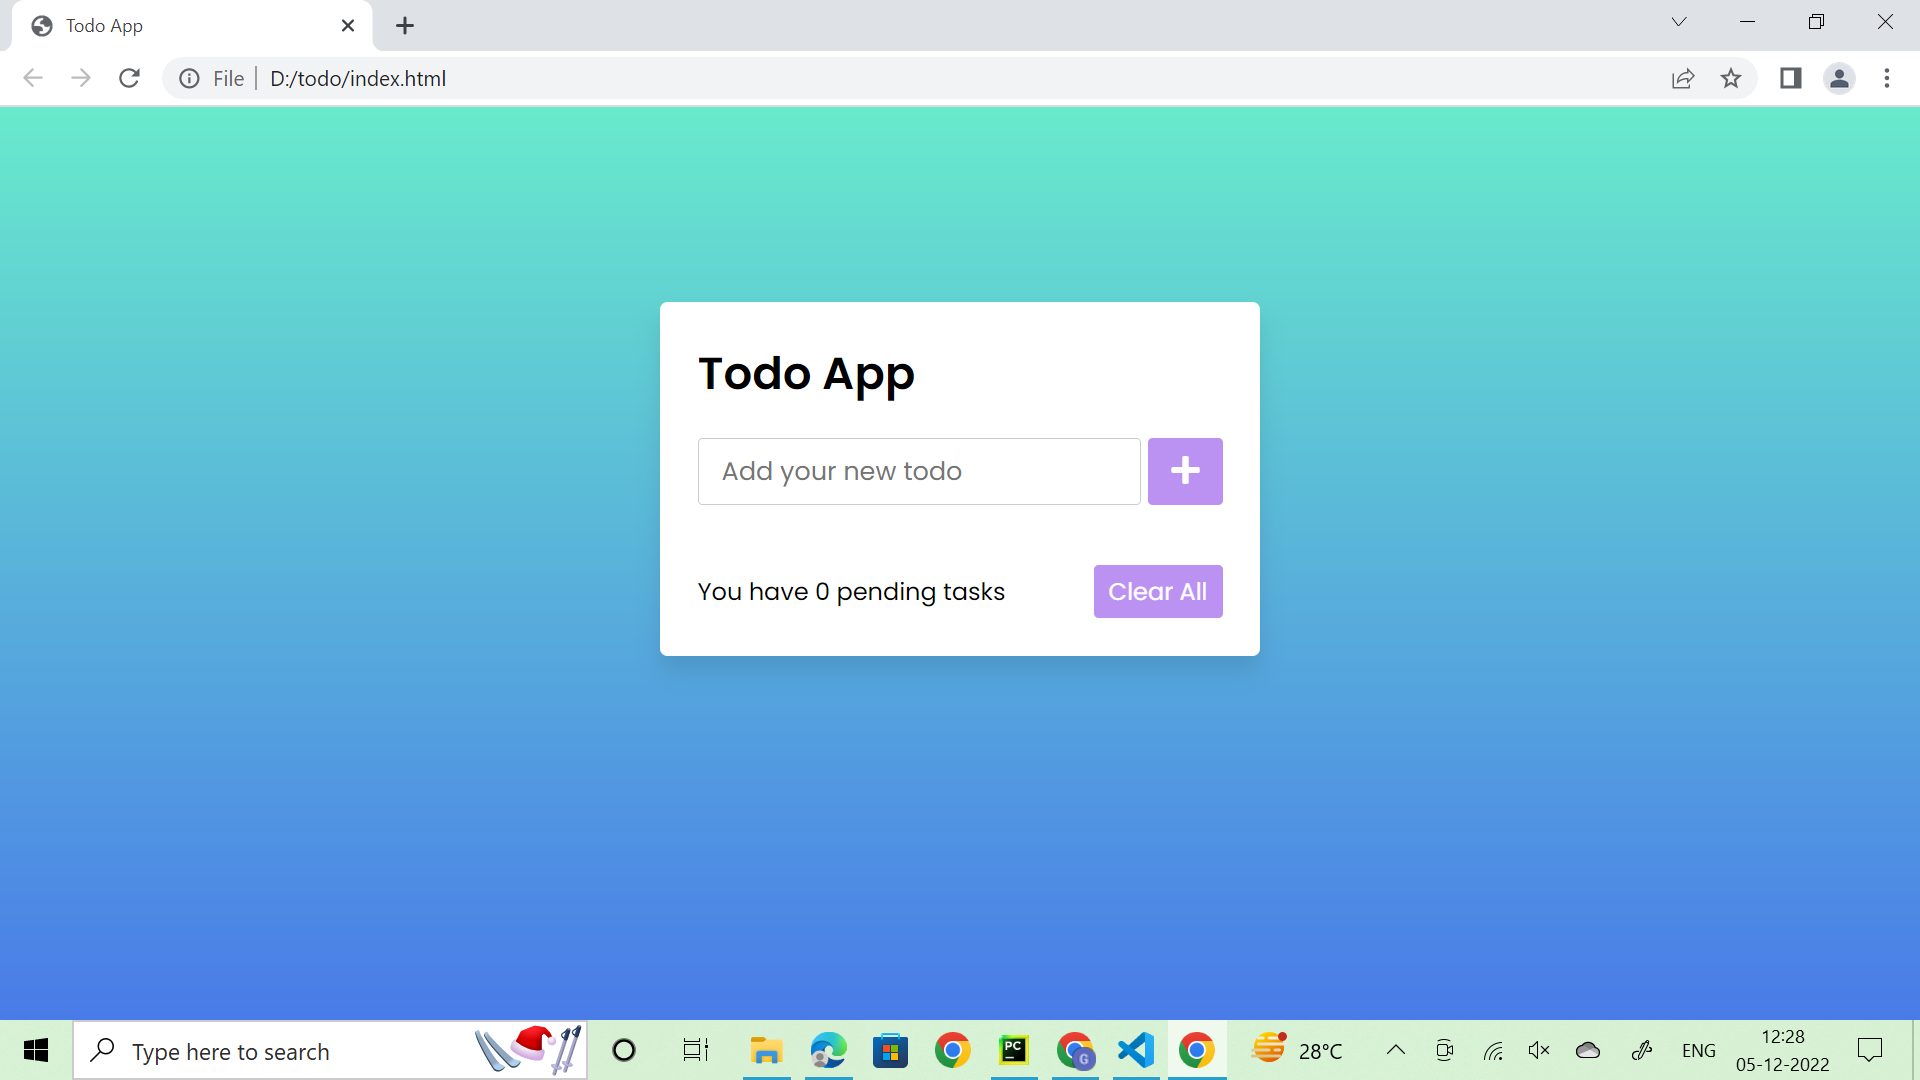 Todo App
File
D:/todo/index.html
Todo App
Add your new todo
You have 0 pending tasks
Clear All
Type here to search
PC
G
28°C
ENG
12:28
05-12-2022